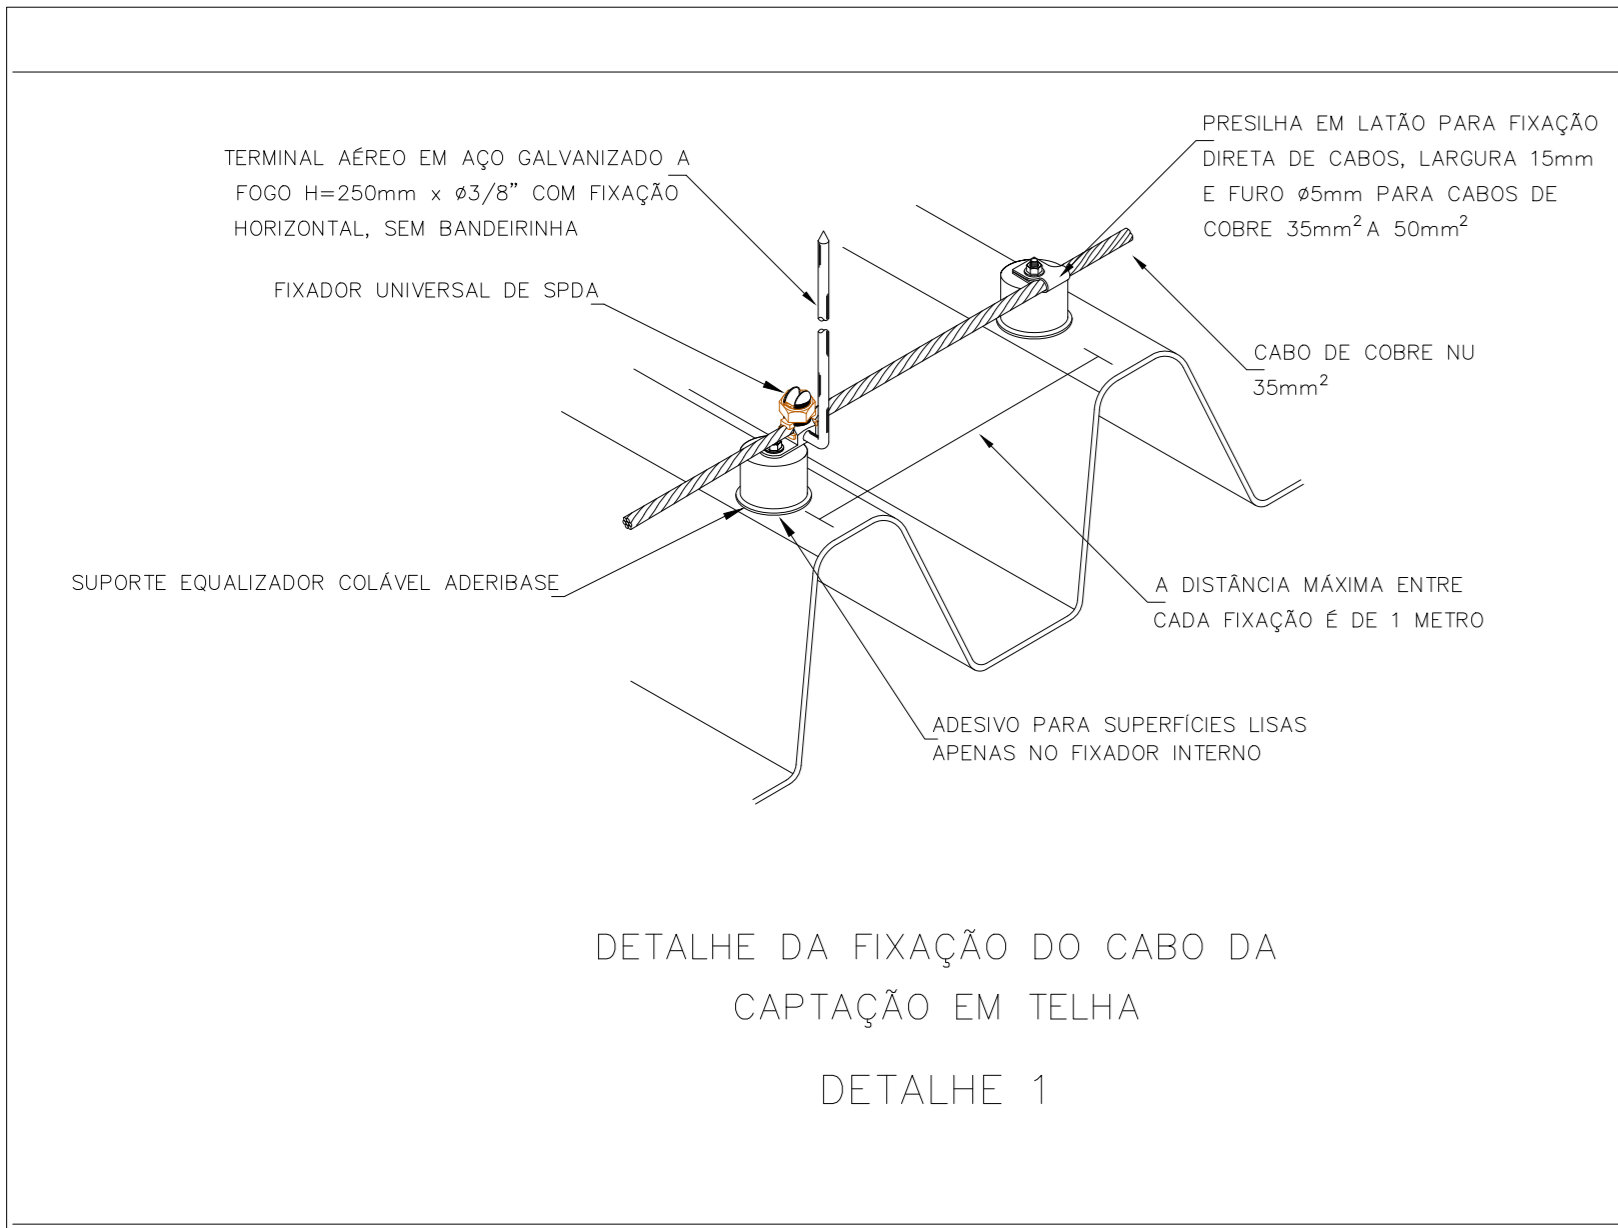 TERMINAL AÉREO EM AÇO GALVANIZADO A
FOGO H=250mm x ø3/8” COM FIXAÇÃO
HORIZONTAL, SEM BANDEIRINHA
FIXADOR UNIVERSAL DE SPDA
PRESILHA EM LATÃO PARA FIXAÇÃO
DIRETA DE CABOS, LARGURA 15mm
E FURO ø5mm PARA CABOS DE
COBRE 35mm² A 50mm²
CABO DE COBRE NU
35mm²
SUPORTE EQUALIZADOR COLÁVEL ADERIBASE
A DISTÂNCIA MÁXIMA ENTRE
CADA FIXAÇÃO É DE 1 METRO
ADESIVO PARA SUPERFÍCIES LISAS
APENAS NO FIXADOR INTERNO
DETALHE DA FIXAÇÃO DO CABO DA
CAPTAÇÃO EM TELHA
DETALHE 1